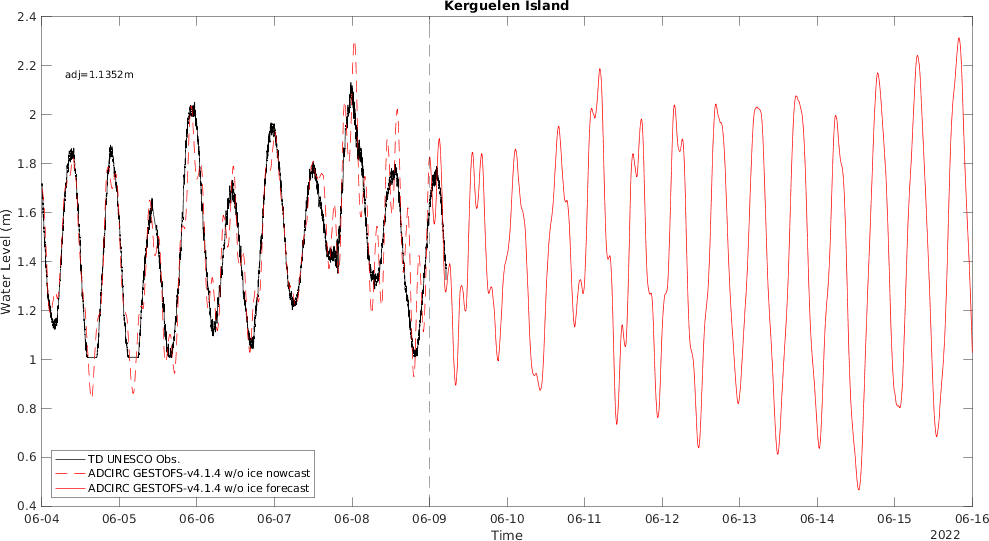 Kerguelen Island
2.4
2.2
2
1.8
1.6
1.4
1.2
1
0.8
0.6
0.4
Water Level (m)
adj=1.1352m
TD UNESCO Obs.
ADCIRC GESTOFS-v4.1.4 w/o ice nowcast
ADCIRC GESTOFS-v4.1.4 w/o ice forecast
06-04 06-05 06-06 06-07 06-08 06-09 06-10 06-11 06-12 06-13 06-14 06-15 06-16
Time
2022